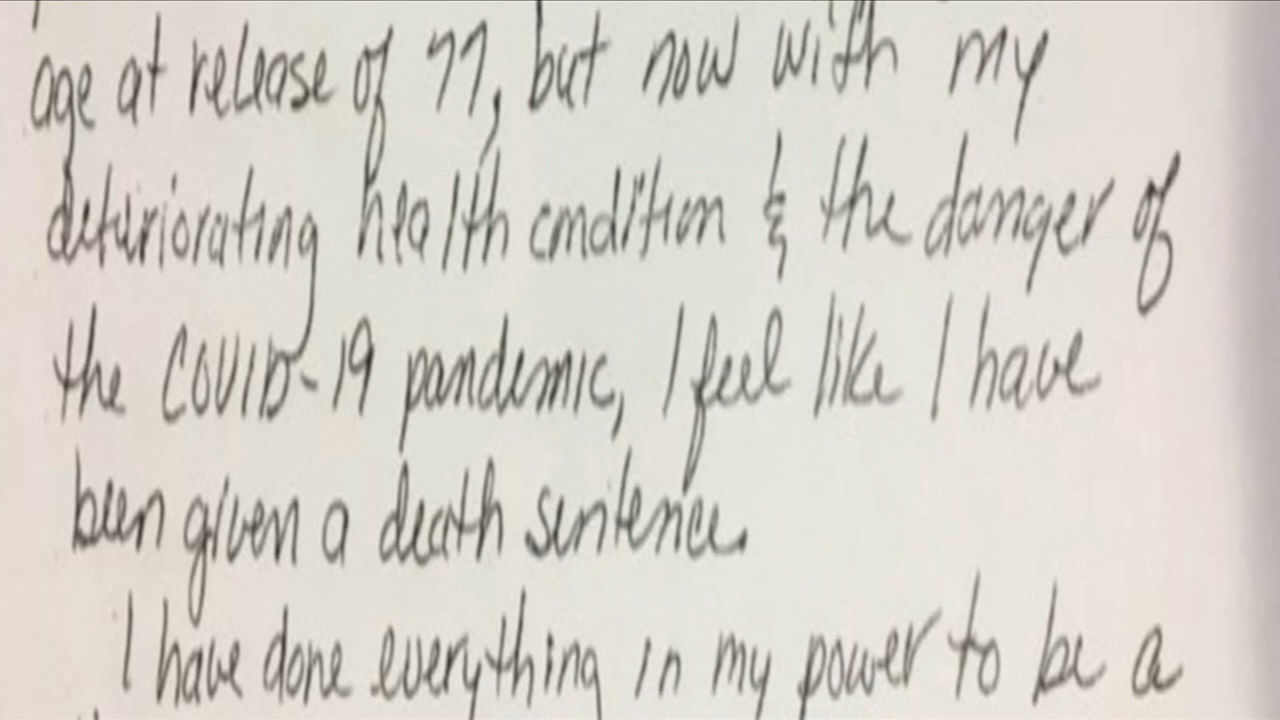 age at release of 77, but now with my
deteriorating health condition & the danger of
the COVID-19 pandemic, I feel like I have
been given a death sentence.
I have done everything in my power to be a